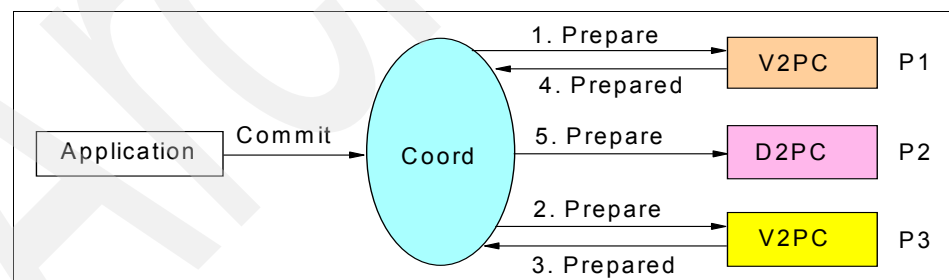 1. Prepare
V2PC P1
4. Prepared
Commit
Application
Coord
5. Prepare
D2PC P2
2. Prepare
V2PC P3
3. Prepared